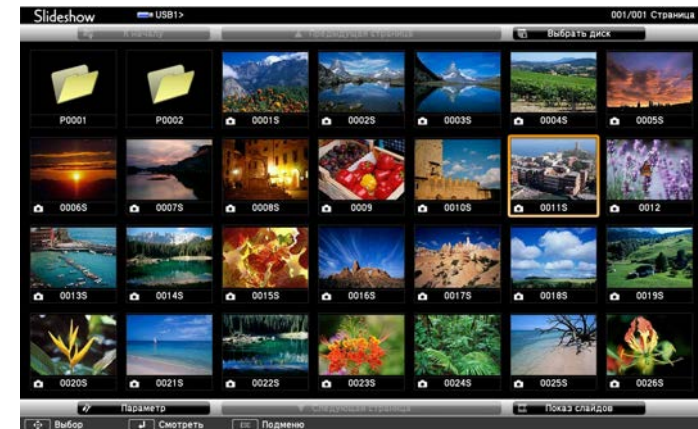 Slideshow USB1> 001/001 Страница
К началу Предыдущая страница Выбрать диск
P0001 P0002 0001S 0002S 0003S 0004S 0005S
0006S 0007S 0008S 0009 0010S 0011S 0012
0013S 0014S 0015S 0016S 0017S 0018S 0019S
0020S 0021S 0022S 0023S 0024S 0025S 0026S
Параметр Следующая страница Показ слайдов
Выбор Смотреть Esc Подменю